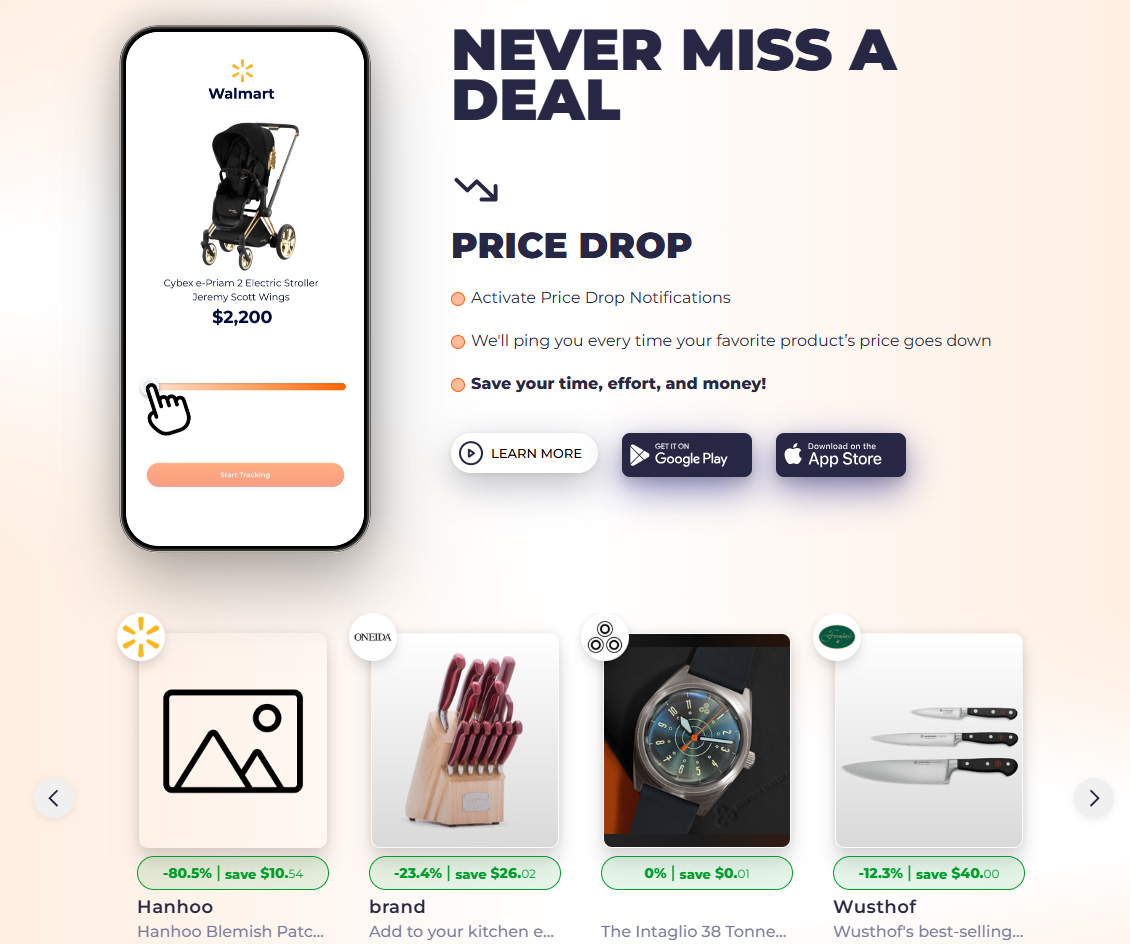 NEVER MISS A
DEAL
Walmart
Cybex e-Priam 2 Electric Stroller
Jeremy Scott Wings
$2,200
Start Tracking
PRICE DROP
Activate Price Drop Notifications
We'll ping you every time your favorite product’s price goes down
Save your time, effort, and money!
LEARN MORE
GET IT ON
Google Play
Download on the
App Store
ONEIDA
-80.5% | save $10.54
Hanhoo
Hanhoo Blemish Patc...
-23.4% | save $26.02
brand
Add to your kitchen e...
0% | save $0.01
The Intaglio 38 Tonne...
-12.3% | save $40.00
Wusthof
Wusthof's best-selling...